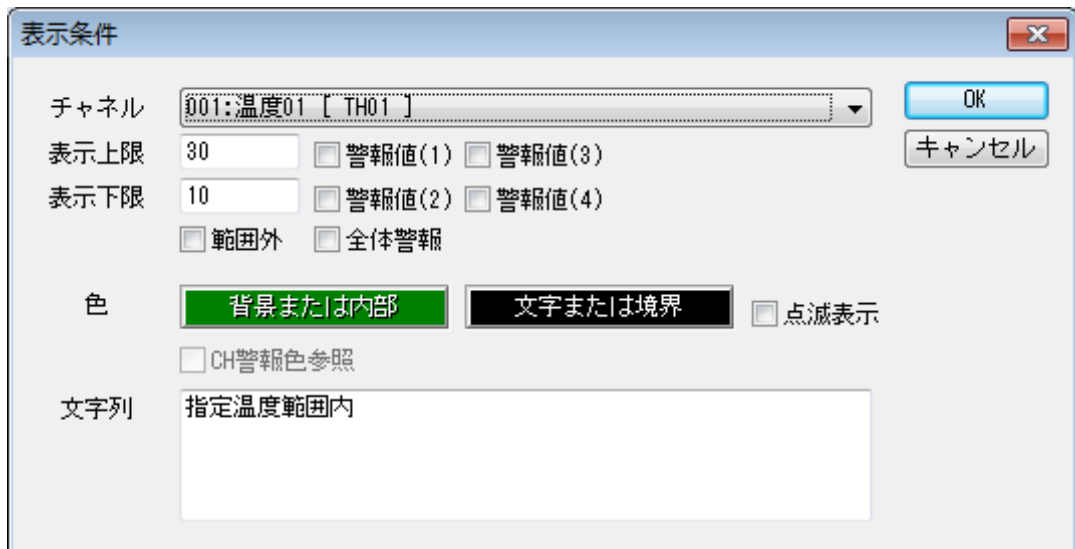 表示条件
チャネル 001:温度01 [ TH01 ] OK
表示上限 30 警報値(1) 警報値(3) キャンセル
表示下限 10 警報値(2) 警報値(4)
範囲外 全体警報
色 背景または内部 文字または境界 点滅表示
CH警報色参照
文字列 指定温度範囲内